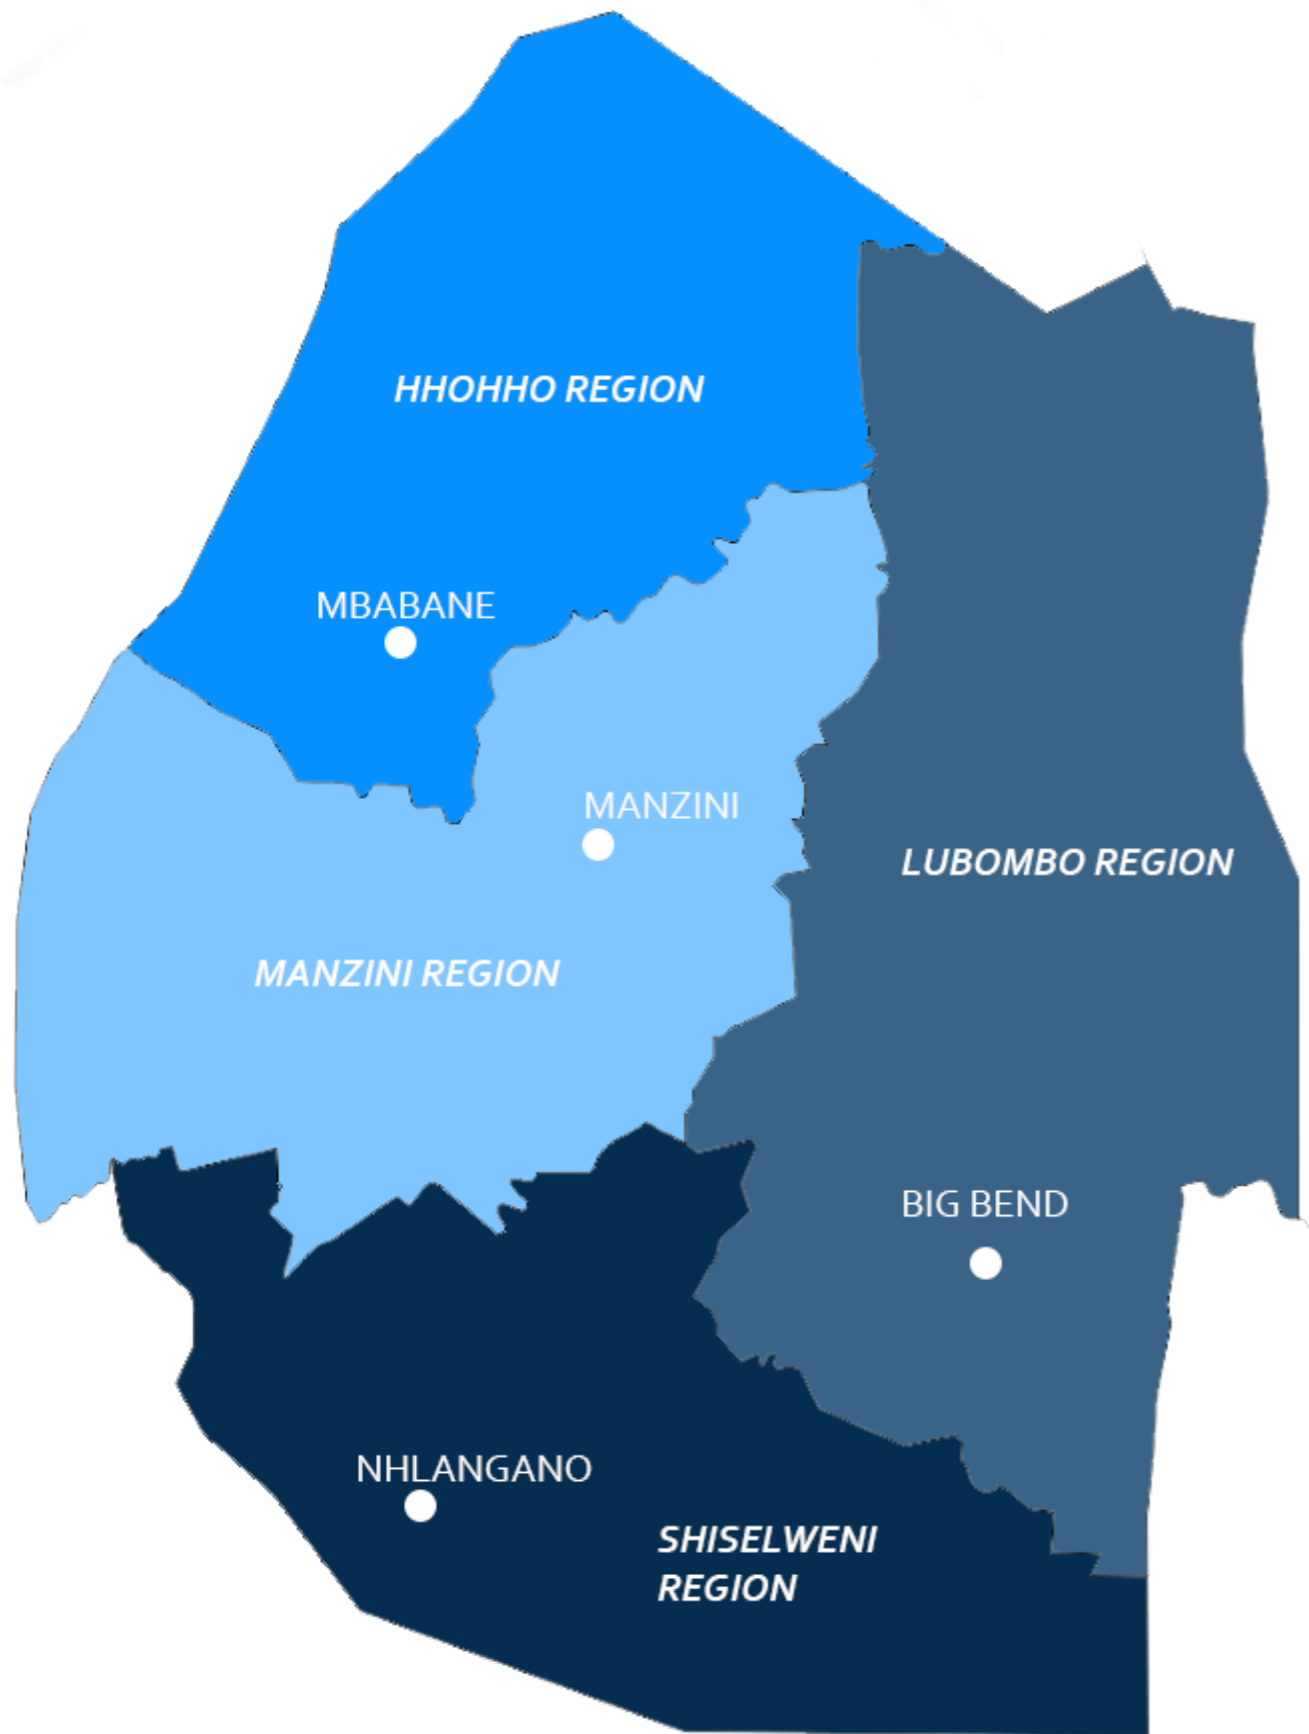 HHOHHO REGION
MBABANE
MANZINI
LUBOMBO REGION
MANZINI REGION
BIG BEND
NHLANGANO
SHISELWENI
REGION